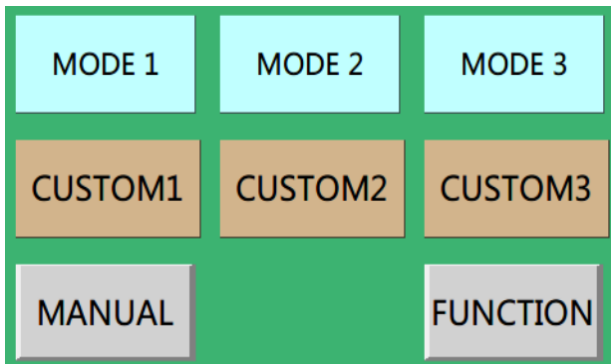 MODE 1 MODE 2 MODE 3
CUSTOM1 CUSTOM2 CUSTOM3
MANUAL FUNCTION